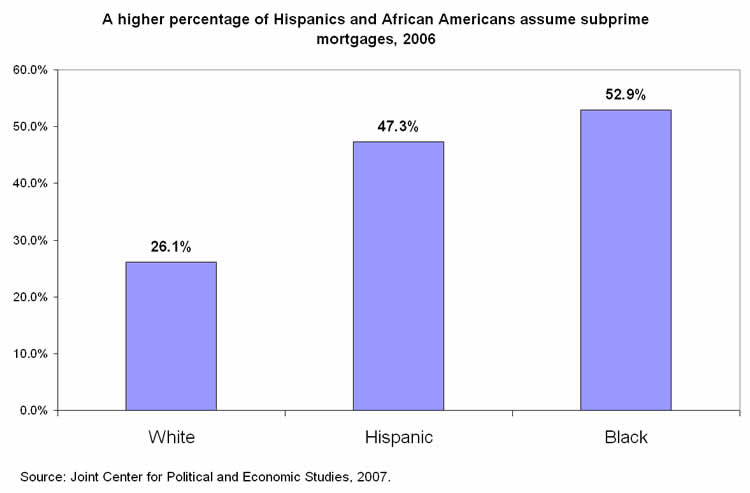 A higher percentage of Hispanics and African Americans assume subprime
mortgages, 2006
60.0%
50.0%
40.0%
30.0%
20.0%
10.0%
0.0%
26.1%
47.3%
52.9%
White
Hispanic
Black
Source: Joint Center for Political and Economic Studies, 2007.